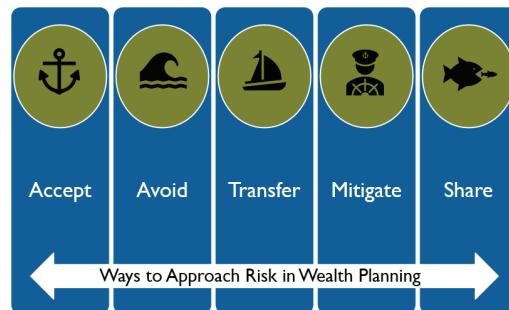 Accept
Avoid
Transfer
Mitigate
Share
Ways to Approach Risk in Wealth Planning